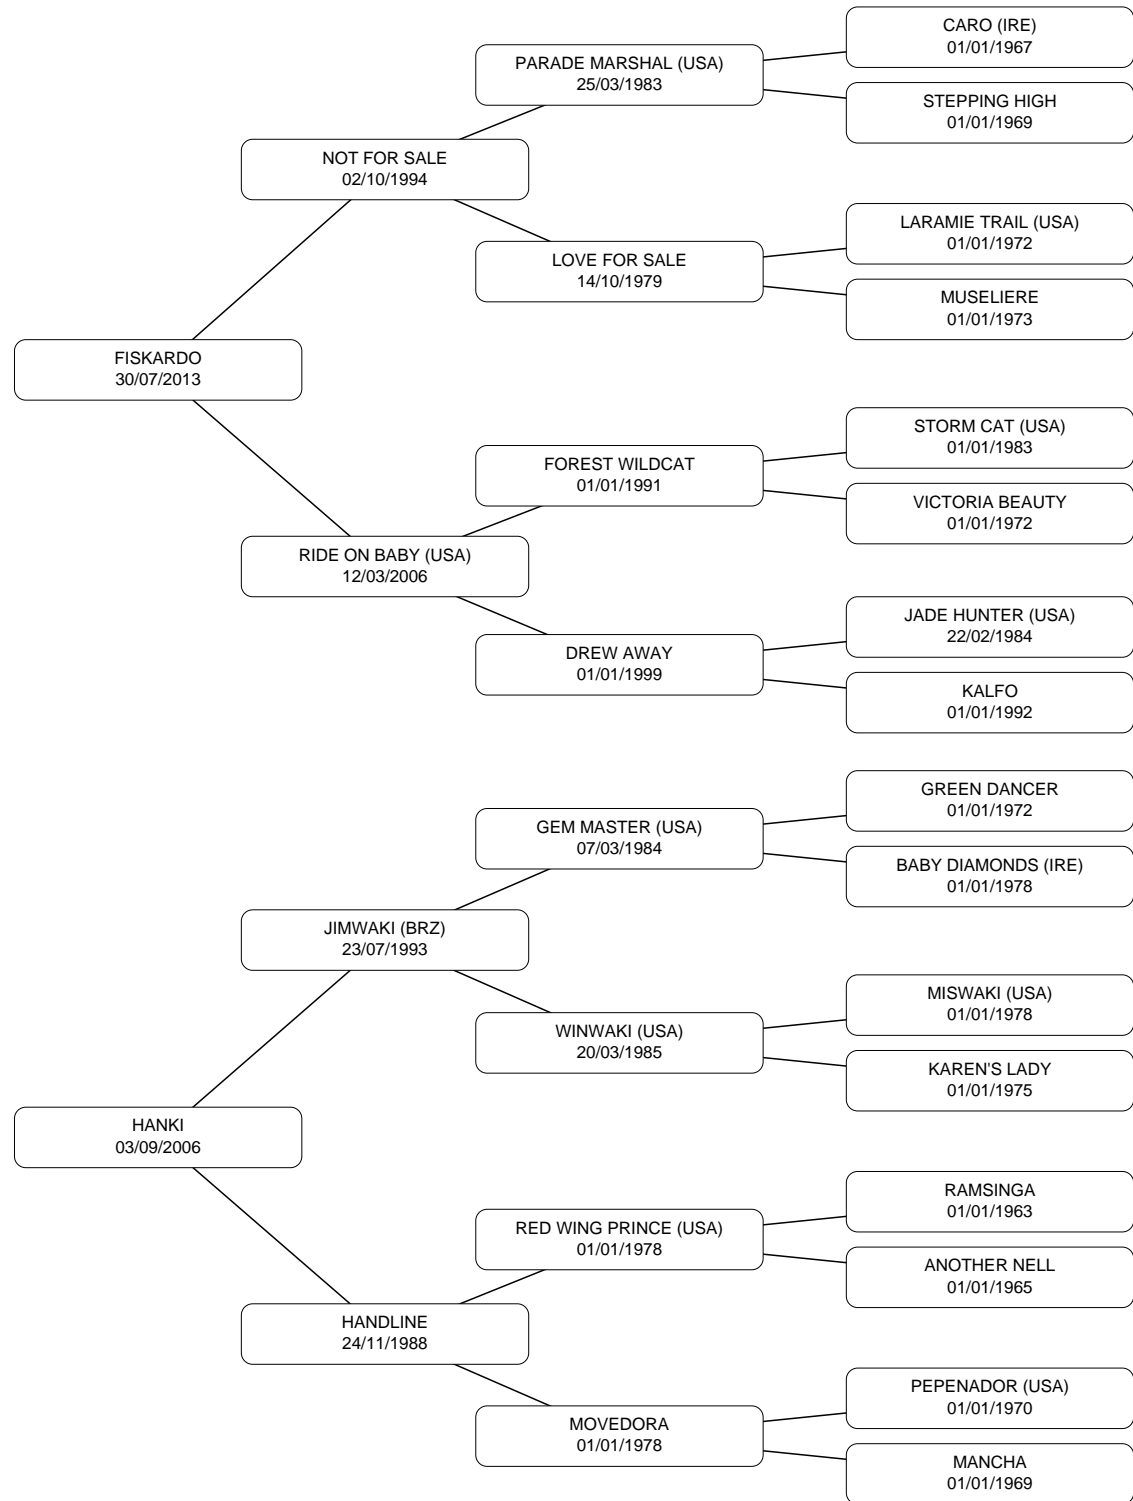 CARO (IRE)
01/01/1967
PARADE MARSHAL (USA)
25/03/1983
STEPPING HIGH
01/01/1969
NOT FOR SALE
02/10/1994
LARAMIE TRAIL (USA)
01/01/1972
LOVE FOR SALE
14/10/1979
MUSELIERE
01/01/1973
FISKARDO
30/07/2013
STORM CAT (USA)
01/01/1983
FOREST WILDCAT
01/01/1991
VICTORIA BEAUTY
01/01/1972
RIDE ON BABY (USA)
12/03/2006
JADE HUNTER (USA)
22/02/1984
DREW AWAY
01/01/1999
KALFO
01/01/1992
GREEN DANCER
01/01/1972
GEM MASTER (USA)
07/03/1984
BABY DIAMONDS (IRE)
01/01/1978
JIMWAKI (BRZ)
23/07/1993
MISWAKI (USA)
01/01/1978
WINWAKI (USA)
20/03/1985
KAREN'S LADY
01/01/1975
HANKI
03/09/2006
RAMSINGA
01/01/1963
RED WING PRINCE (USA)
01/01/1978
ANOTHER NELL
01/01/1965
HANDLINE
24/11/1988
PEPENADOR (USA)
01/01/1970
MOVEDORA
01/01/1978
MANCHA
01/01/1969